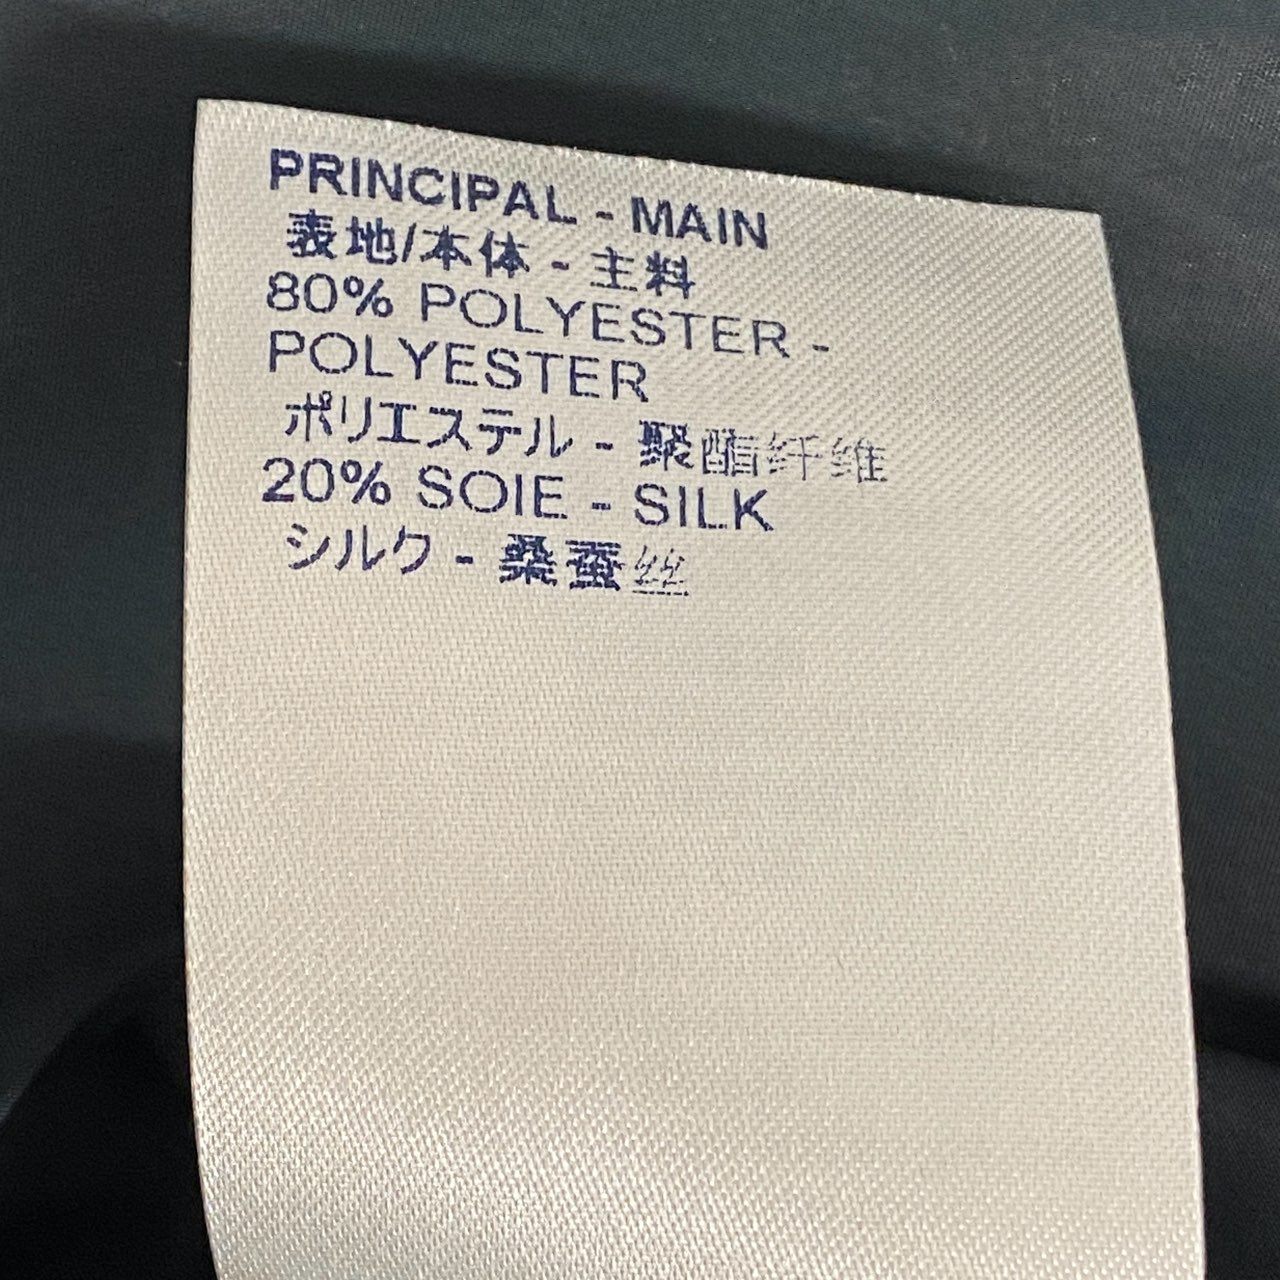 PRINCIPAL - MAIN
表地/本体 - 主料
80% POLYESTER -
POLYESTER
ポリエステル - 聚酯纤维
20% SOIE - SILK
シルク - 桑蚕丝